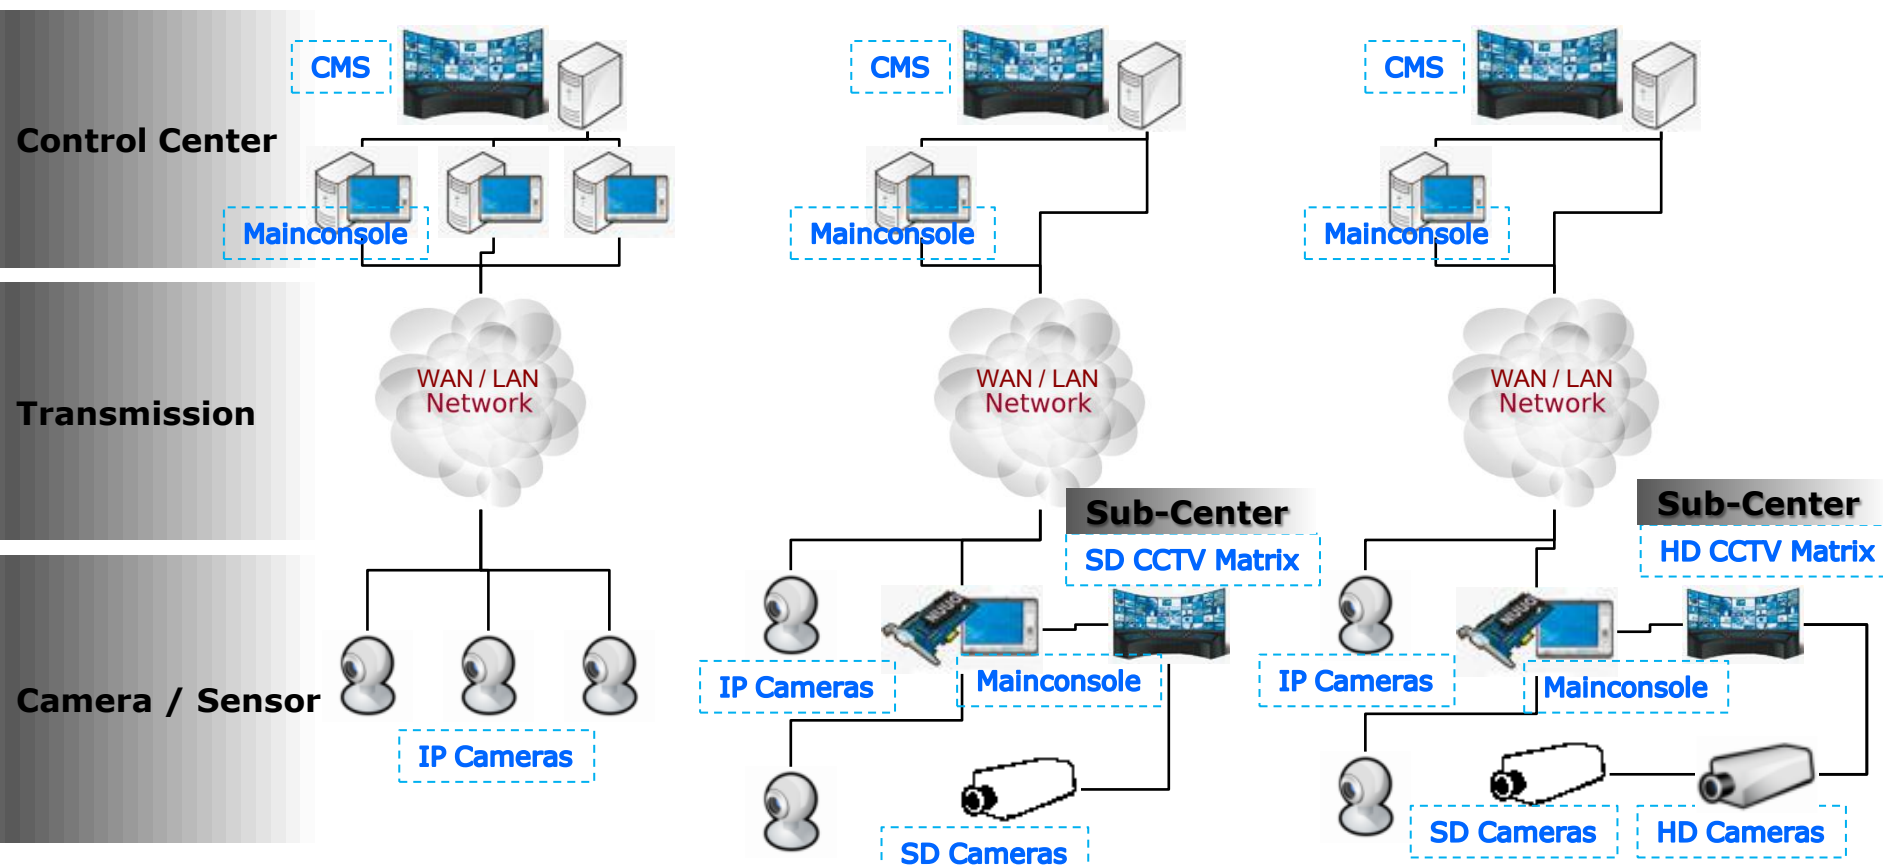 CMS
CMS
CMS
Control Center
Mainconsole
Mainconsole
Mainconsole
WAN / LAN
Network
WAN / LAN
Network
WAN / LAN
Network
Transmission
Sub-Center
SD CCTV Matrix
Sub-Center
HD CCTV Matrix
NUUO
NUUO
Camera / Sensor
IP Cameras
IP Cameras
Mainconsole
IP Cameras
Mainconsole
SD Cameras
SD Cameras
HD Cameras